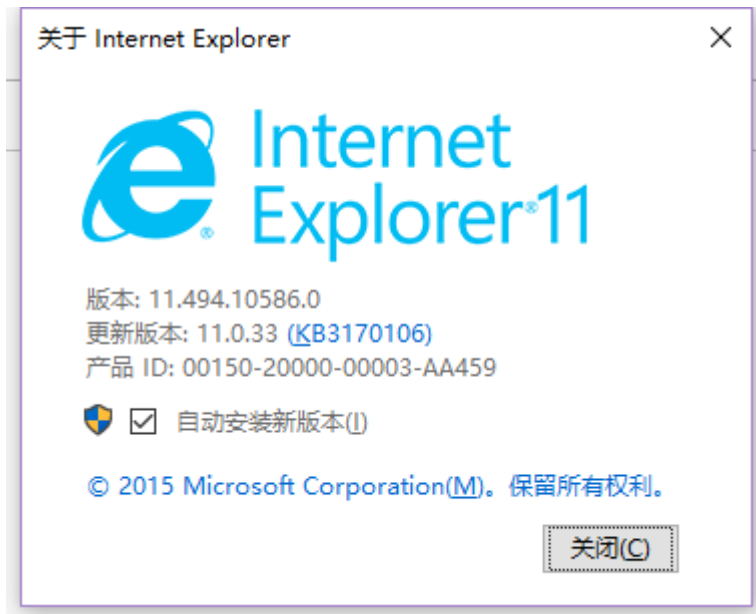 关于 Internet Explorer
Internet
Explorer®11
版本: 11.494.10586.0
更新版本: 11.0.33 (KB3170106)
产品 ID: 00150-20000-00003-AA459
自动安装新版本(I)
© 2015 Microsoft Corporation(M)。保留所有权利。
关闭(C)